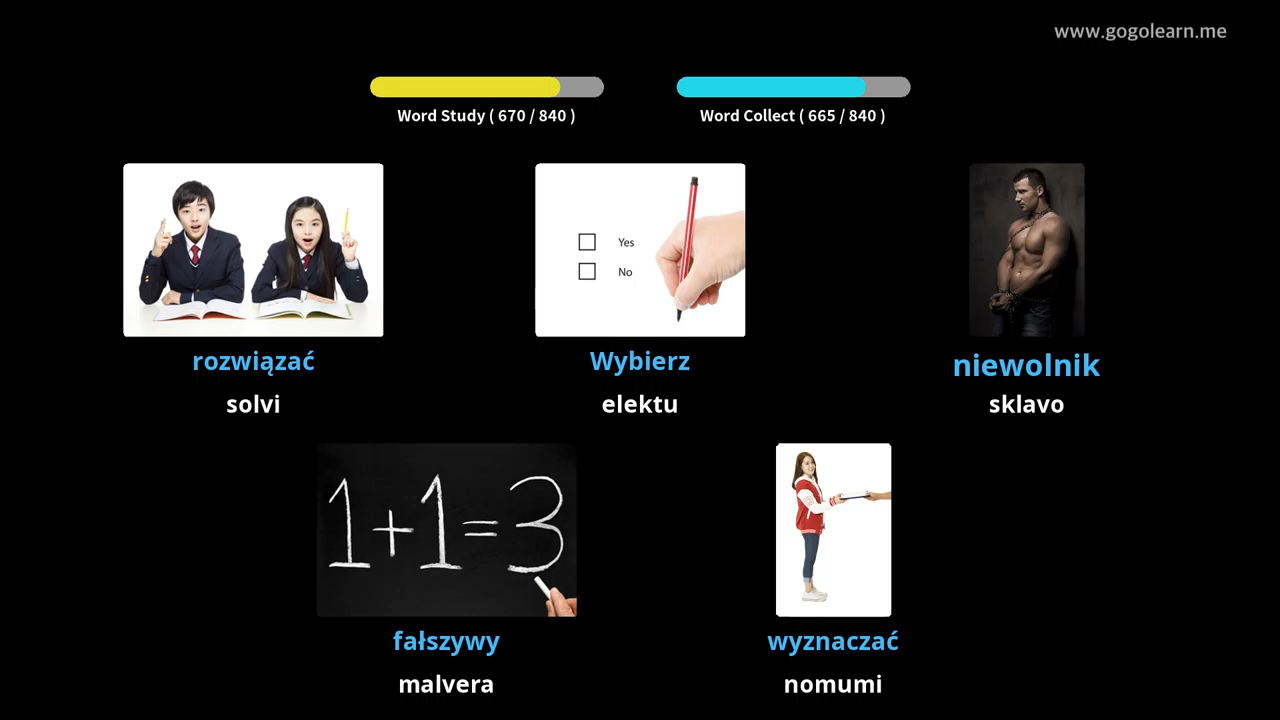 www.gogolearn.me
Word Study ( 670 / 840 )
Word Collect ( 665 / 840 )
Yes
No
rozwiązać
solvi
Wybierz
elektu
niewolnik
sklavo
1+1=3
fałszywy
malvera
wyznaczać
nomumi